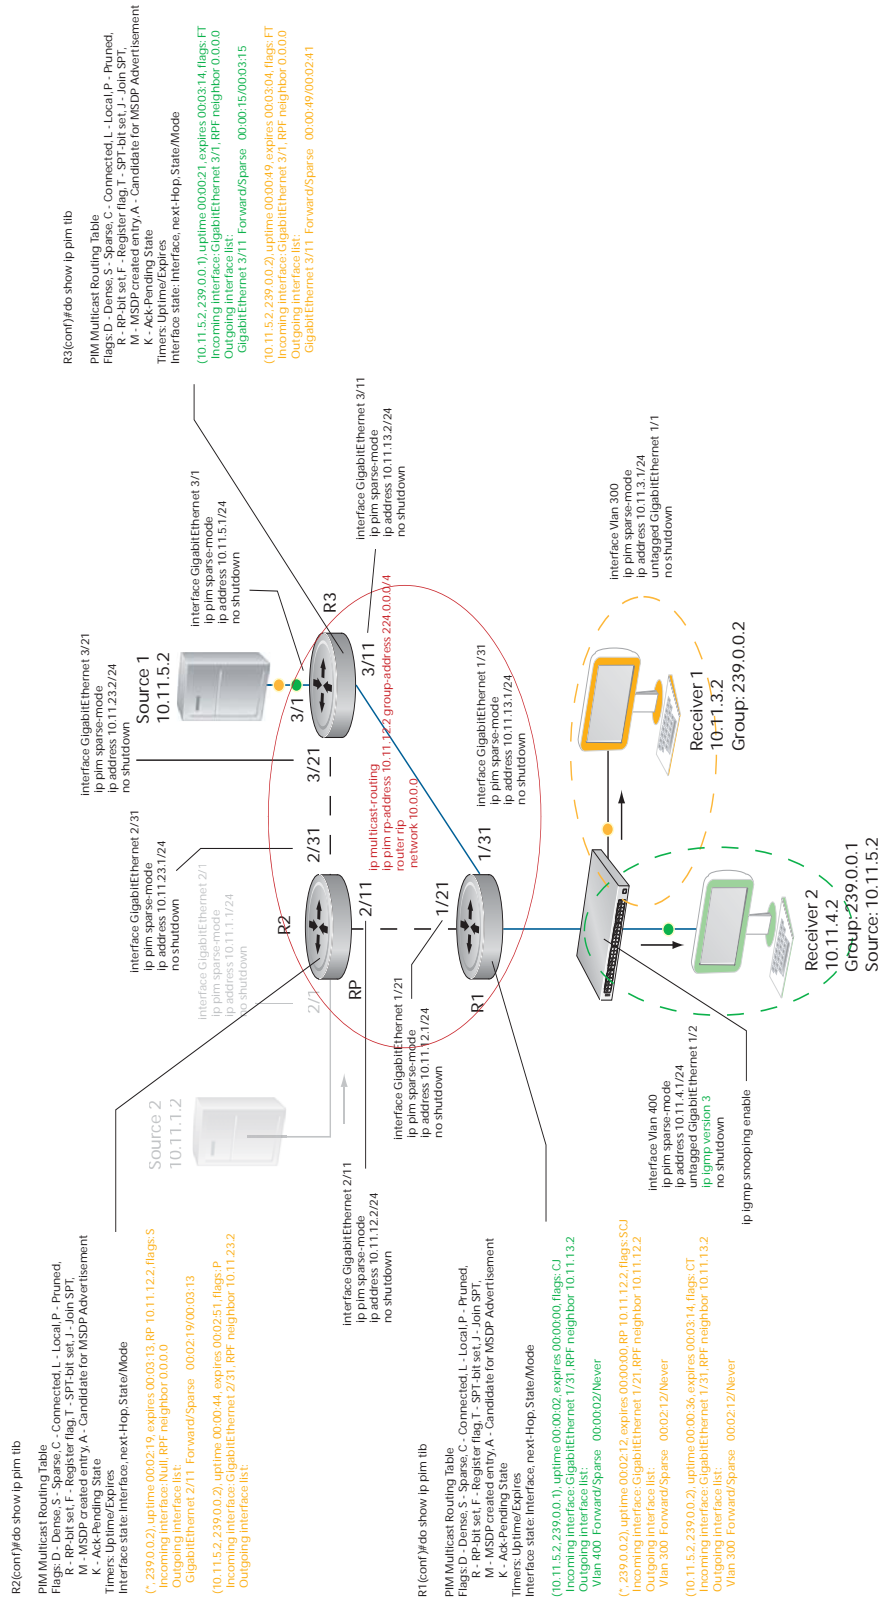 R2(conf)#do show ip pim tib
PIM Multicast Routing Table
Flags: D - Dense, S - Sparse, C - Connected, L - Local, P - Pruned,
R - RP-bit set, F - Register flag, T - SPT-bit set, J - Join SPT,
M - MSDP created entry, A - Candidate for MSDP Advertisement
K - Ack-Pending State
Timers: Uptime/Expires
Interface state: Interface, next-Hop, State/Mode
(*, 239.0.0.2), uptime 00:02:19, expires 00:03:13, RP 10.11.12.2, flags: S
Incoming interface: Null, RPF neighbor 0.0.0.0
Outgoing interface list:
GigabitEthernet 2/11 Forward/Sparse 00:02:19/00:03:13
(10.11.5.2, 239.0.0.2), uptime 00:00:44, expires 00:02:51, flags: P
Incoming interface: GigabitEthernet 2/31, RPF neighbor 10.11.23.2
Outgoing interface list:
R3(conf)#do show ip pim tib
PIM Multicast Routing Table
Flags: D - Dense, S - Sparse, C - Connected, L - Local, P - Pruned,
R - RP-bit set, F - Register flag, T - SPT-bit set, J - Join SPT,
M - MSDP created entry, A - Candidate for MSDP Advertisement
K - Ack-Pending State
Timers: Uptime/Expires
Interface state: Interface, next-Hop, State/Mode
(10.11.5.2, 239.0.0.1), uptime 00:00:21, expires 00:03:14, flags: FT
Incoming interface: GigabitEthernet 3/1, RPF neighbor 0.0.0.0
Outgoing interface list:
GigabitEthernet 3/11 Forward/Sparse 00:00:15/00:03:15
(10.11.5.2, 239.0.0.2), uptime 00:00:49, expires 00:03:04, flags: FT
Incoming interface: GigabitEthernet 3/1, RPF neighbor 0.0.0.0
Outgoing interface list:
GigabitEthernet 3/11 Forward/Sparse 00:00:49/00:02:41
interface GigabitEthernet 3/21
ip pim sparse-mode
ip address 10.11.23.2/24
no shutdown
interface GigabitEthernet 2/31
ip pim sparse-mode
ip address 10.11.23.1/24
no shutdown
interface GigabitEthernet 2/1
ip pim sparse-mode
ip address 10.11.1.1/24
no shutdown
Source 1
10.11.5.2
interface GigabitEthernet 3/1
ip pim sparse-mode
ip address 10.11.5.1/24
no shutdown
Source 2
10.11.1.2
2/1
R2
2/31
3/21
3/1
R3
RP
2/11
3/11
interface GigabitEthernet 3/11
ip pim sparse-mode
ip address 10.11.13.2/24
no shutdown
ip multicast-routing
ip pim rp-address 10.11.12.2 group-address 224.0.0.0/4
router rip
network 10.0.0.0
interface GigabitEthernet 2/11
ip pim sparse-mode
ip address 10.11.12.2/24
no shutdown
interface GigabitEthernet 1/21
ip pim sparse-mode
ip address 10.11.12.1/24
no shutdown
1/21
R1
1/31
interface GigabitEthernet 1/31
ip pim sparse-mode
ip address 10.11.13.1/24
no shutdown
R1(conf)#do show ip pim tib
PIM Multicast Routing Table
Flags: D - Dense, S - Sparse, C - Connected, L - Local, P - Pruned,
R - RP-bit set, F - Register flag, T - SPT-bit set, J - Join SPT,
M - MSDP created entry, A - Candidate for MSDP Advertisement
K - Ack-Pending State
Timers: Uptime/Expires
Interface state: Interface, next-Hop, State/Mode
(10.11.5.2, 239.0.0.1), uptime 00:00:02, expires 00:00:00, flags: CJ
Incoming interface: GigabitEthernet 1/31, RPF neighbor 10.11.13.2
Outgoing interface list:
Vlan 400 Forward/Sparse 00:00:02/Never
(*, 239.0.0.2), uptime 00:02:12, expires 00:00:00, RP 10.11.12.2, flags: SCJ
Incoming interface: GigabitEthernet 1/21, RPF neighbor 10.11.12.2
Outgoing interface list:
Vlan 300 Forward/Sparse 00:02:12/Never
(10.11.5.2, 239.0.0.2), uptime 00:00:36, expires 00:03:14, flags: CT
Incoming interface: GigabitEthernet 1/31, RPF neighbor 10.11.13.2
Outgoing interface list:
Vlan 300 Forward/Sparse 00:02:12/Never
interface Vlan 300
ip pim sparse-mode
ip address 10.11.3.1/24
untagged GigabitEthernet 1/1
no shutdown
interface Vlan 400
ip pim sparse-mode
ip address 10.11.4.1/24
untagged GigabitEthernet 1/2
ip igmp version 3
no shutdown
ip igmp snooping enable
Receiver 1
10.11.3.2
Group: 239.0.0.2
Receiver 2
10.11.4.2
Group: 239.0.0.1
Source: 10.11.5.2